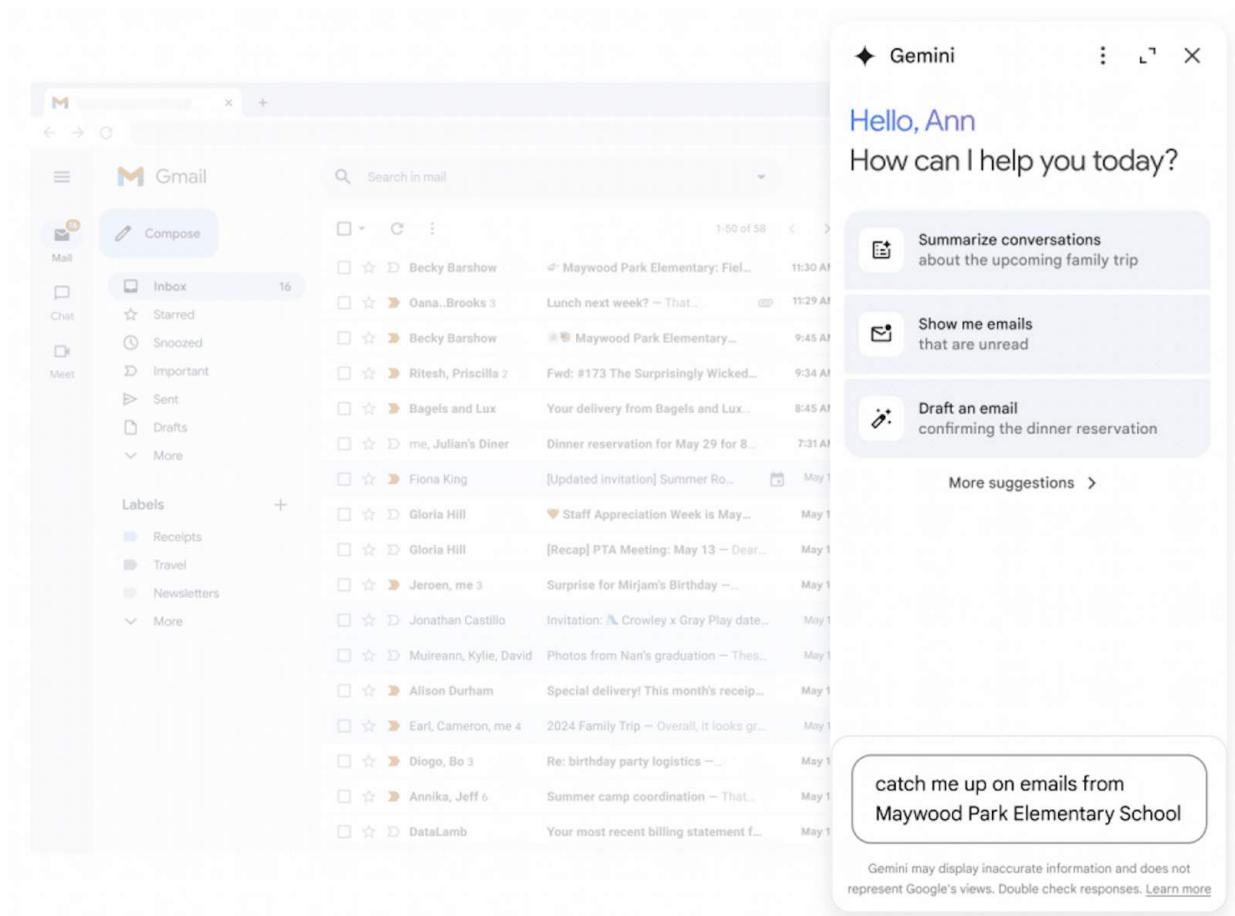 Gmail
Search in mail
Compose
1-50 of 58
16
Mail
Chat
Meet
Inbox 16
Starred
Snoozed
Important
Sent
Drafts
More
Labels
Receipts
Travel
Newsletters
More
Becky Barshow Maywood Park Elementary: Fiel... 11:30 AM
Oana..Brooks 3 Lunch next week? — That.. 11:29 AM
Becky Barshow Maywood Park Elementary... 9:45 AM
Ritesh, Priscilla 2 Fwd: #173 The Surprisingly Wicked... 9:34 AM
Bagels and Lux Your delivery from Bagels and Lux.. 8:45 AM
me, Julian's Diner Dinner reservation for May 29 for 8... 7:31 AM
Fiona King [Updated invitation] Summer Ro... May 1
Gloria Hill Staff Appreciation Week is May... May 1
Gloria Hill [Recap] PTA Meeting: May 13 — Dear... May 1
Jeroen, me 3 Surprise for Mirjam's Birthday —.. May 1
Jonathan Castillo Invitation: Crowley x Gray Play date... May 1
Muireann, Kylie, David Photos from Nan's graduation — Thes.. May 1
Alison Durham Special delivery! This month's receip... May 1
Earl, Cameron, me 4 2024 Family Trip — Overall, it looks gr... May 1
Diogo, Bo 3 Re: birthday party logistics —.. May 1
Annika, Jeff 6 Summer camp coordination — That.. May 1
DataLamb Your most recent billing statement f... May 1
Gemini
Hello, Ann
How can I help you today?
Summarize conversations
about the upcoming family trip
Show me emails
that are unread
Draft an email
confirming the dinner reservation
More suggestions
catch me up on emails from
Maywood Park Elementary School
Gemini may display inaccurate information and does not
represent Google's views. Double check responses. Learn more